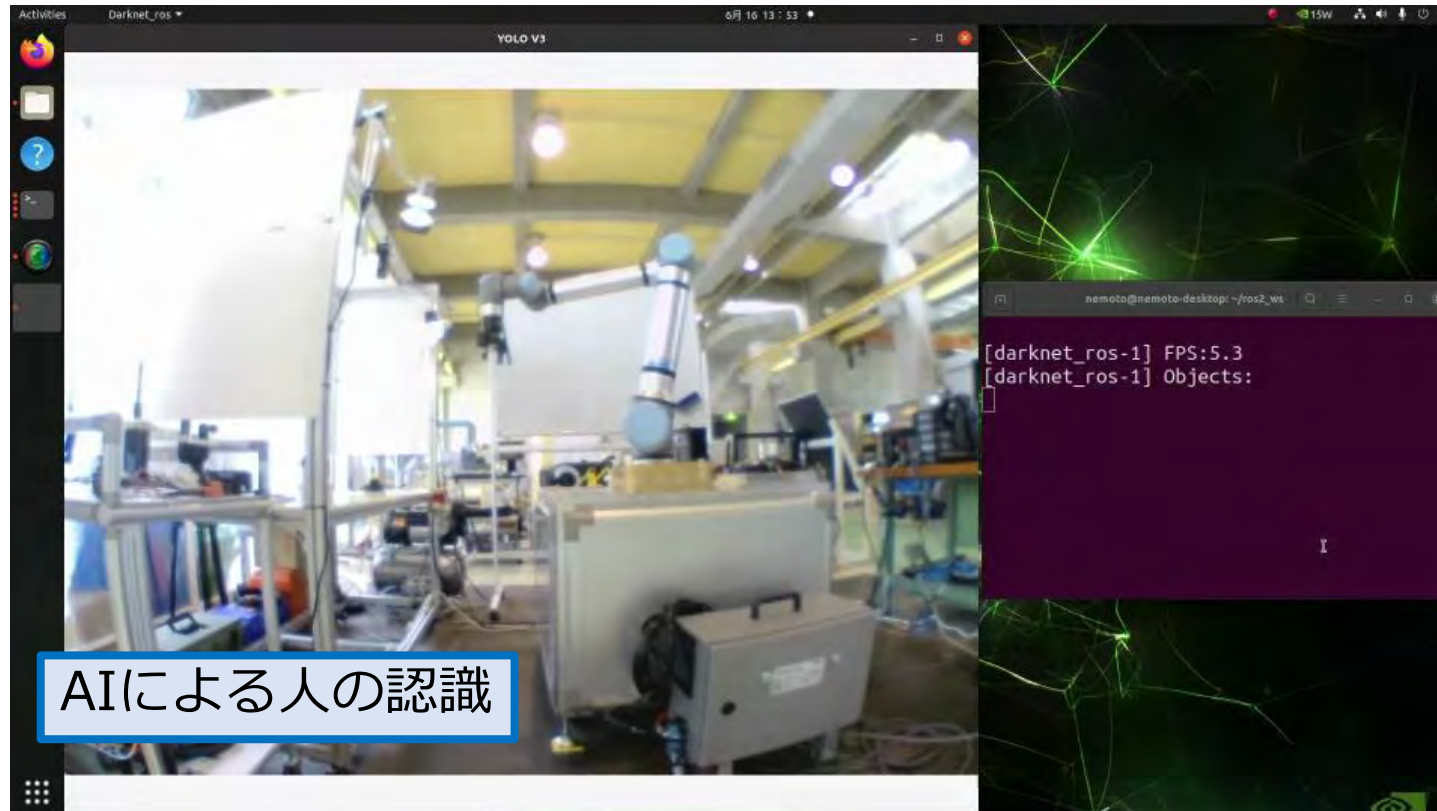 Activities
Darknet_ros
6月 16 13：53
15W
YOLO V3
nemoto@nemoto-desktop: ~/ros2_ws
[darknet_ros-1] FPS:5.3
[darknet_ros-1] Objects:
AIによる人の認識